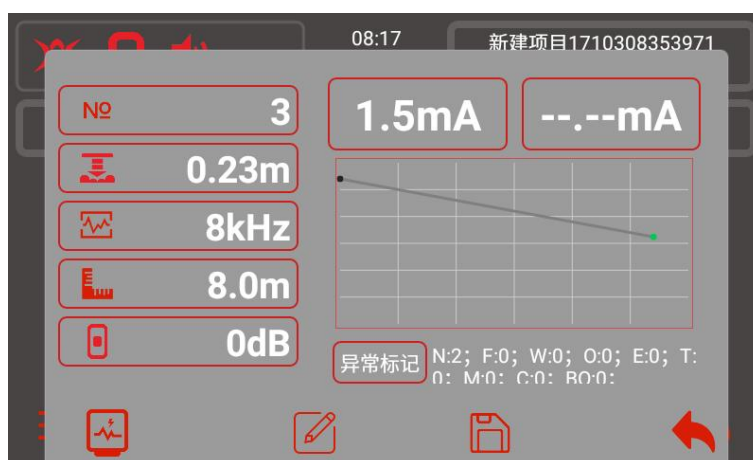 08:17
新建项目1710308353971
№ 3
1.5mA
--.--mA
0.23m
8kHz
8.0m
0dB
异常标记
N:2; F:0; W:0; O:0; E:0; T:
0; M:0; C:0; BO:0;